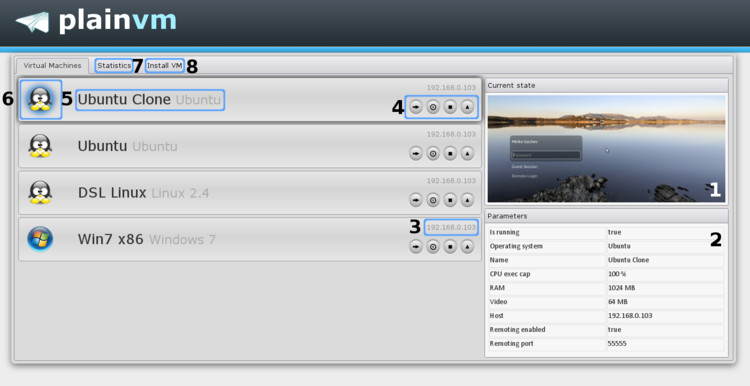 plainvm
Virtual Machines Statistics 7 Install VM 8
6 5 Ubuntu Clone Ubuntu 192.168.0.103 4
Ubuntu Ubuntu 192.168.0.103
DSL Linux Linux 2.4 192.168.0.103
Win7 x86 Windows 7 3 192.168.0.103
Current state
Guest Session
Remote Login
1
Parameters
2
Is running true
Operating system Ubuntu
Name Ubuntu Clone
CPU exec cap 100 %
RAM 1024 MB
Video 64 MB
Host 192.168.0.103
Remoting enabled true
Remoting port 55555